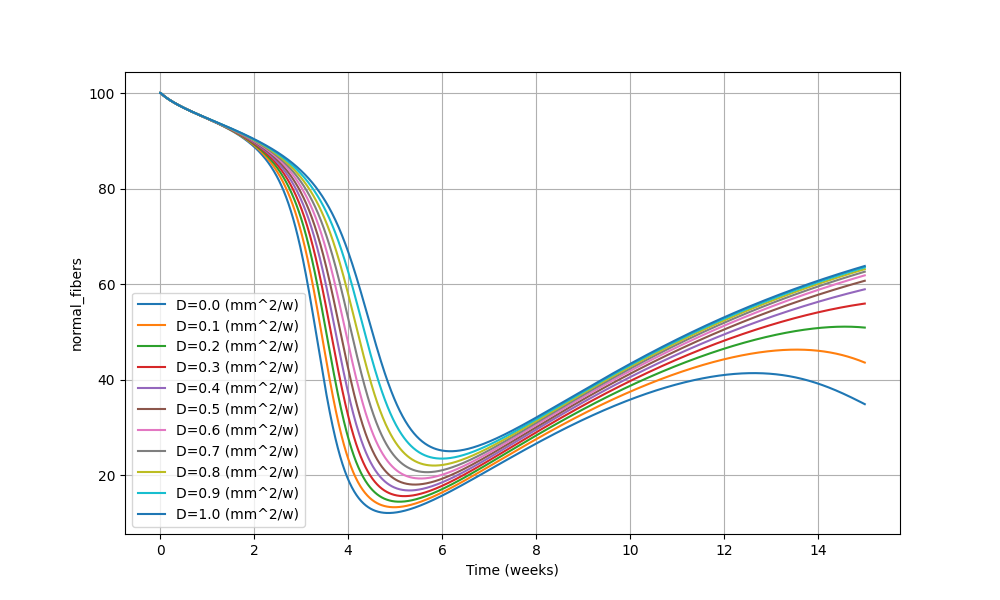 100
80
60
40
20
normal_fibers
D=0.0 (mm^2/w)
D=0.1 (mm^2/w)
D=0.2 (mm^2/w)
D=0.3 (mm^2/w)
D=0.4 (mm^2/w)
D=0.5 (mm^2/w)
D=0.6 (mm^2/w)
D=0.7 (mm^2/w)
D=0.8 (mm^2/w)
D=0.9 (mm^2/w)
D=1.0 (mm^2/w)
0 2 4 6 8 10 12 14
Time (weeks)